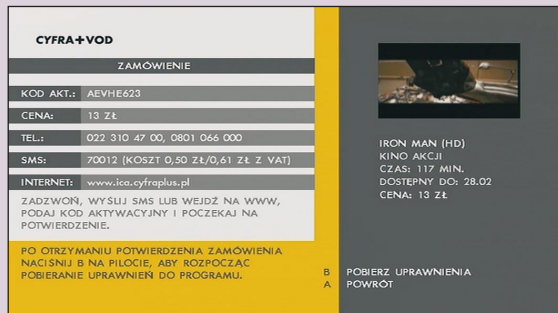 CYFRA+VOD
ZAMÓWIENIE
KOD AKT.: AEVHE623
CENA: 13 ZŁ
TEL.: 022 310 47 00, 0801 066 000
SMS: 70012 (KOSZT 0,50 ZŁ/0,61 ZŁ Z VAT)
INTERNET: www.ica.cyfraplus.pl
ZADZWOŃ, WYŚLIJ SMS LUB WEJDŹ NA WWW,
PODAJ KOD AKTYWACYJNY I POCZEKAJ NA
POTWIERDZENIE.
PO OTRZYMANIU POTWIERDZENIA ZAMÓWIENIA
NACIŚNIJ B NA PILOCIE, ABY ROZPOCZĄĆ
POBIERANIE UPRAWNIEŃ DO PROGRAMU.
IRON MAN (HD)
KINO AKCJI
CZAS: 117 MIN.
DOSTĘPNY DO: 28.02
CENA: 13 ZŁ
B POBIERZ UPRAWNIENIA
A POWRÓT